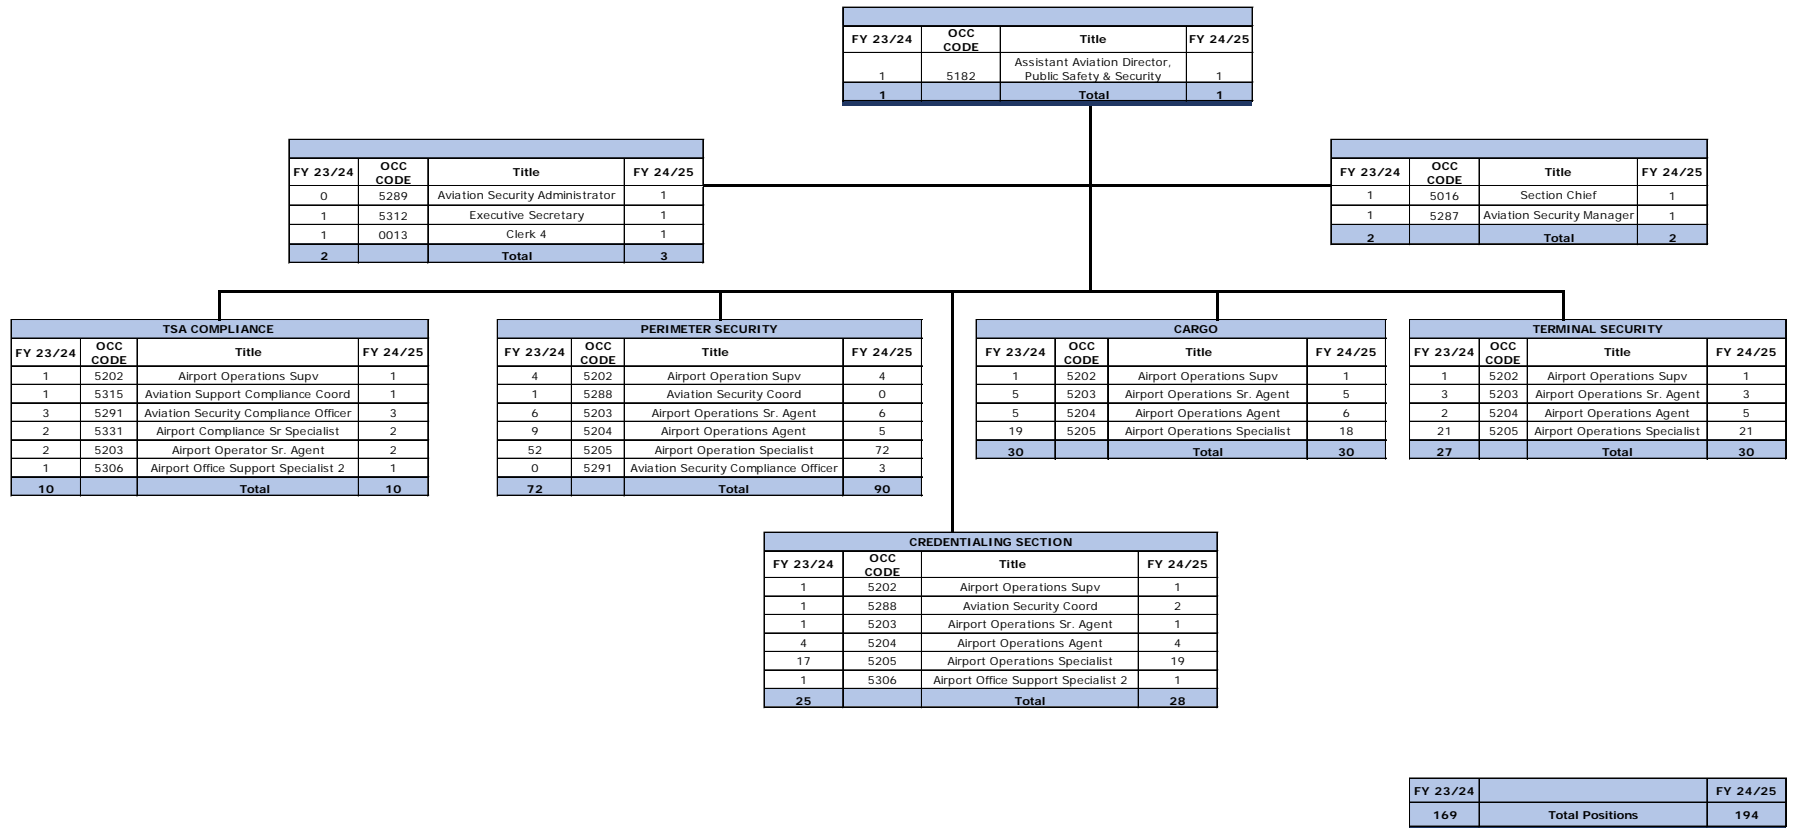 FY 23/24 OCC CODE Title FY 24/25
1 5182 Assistant Aviation Director, Public Safety & Security 1
1 Total 1
FY 23/24 OCC CODE Title FY 24/25
0 5289 Aviation Security Administrator 1
1 5312 Executive Secretary 1
1 0013 Clerk 4 1
2 Total 3
FY 23/24 OCC CODE Title FY 24/25
1 5016 Section Chief 1
1 5287 Aviation Security Manager 1
2 Total 2
TSA COMPLIANCE
FY 23/24 OCC CODE Title FY 24/25
1 5202 Airport Operations Supv 1
1 5315 Aviation Support Compliance Coord 1
3 5291 Aviation Security Compliance Officer 3
2 5331 Airport Compliance Sr Specialist 2
2 5203 Airport Operator Sr. Agent 2
1 5306 Airport Office Support Specialist 2 1
10 Total 10
PERIMETER SECURITY
FY 23/24 OCC CODE Title FY 24/25
4 5202 Airport Operation Supv 4
1 5288 Aviation Security Coord 0
6 5203 Airport Operations Sr. Agent 6
9 5204 Airport Operations Agent 5
52 5205 Airport Operation Specialist 72
0 5291 Aviation Security Compliance Officer 3
72 Total 90
CARGO
FY 23/24 OCC CODE Title FY 24/25
1 5202 Airport Operations Supv 1
5 5203 Airport Operations Sr. Agent 5
5 5204 Airport Operations Agent 6
19 5205 Airport Operations Specialist 18
30 Total 30
TERMINAL SECURITY
FY 23/24 OCC CODE Title FY 24/25
1 5202 Airport Operations Supv 1
3 5203 Airport Operations Sr. Agent 3
2 5204 Airport Operations Agent 5
21 5205 Airport Operations Specialist 21
27 Total 30
CREDENTIALING SECTION
FY 23/24 OCC CODE Title FY 24/25
1 5202 Airport Operations Supv 1
1 5288 Aviation Security Coord 2
1 5203 Airport Operations Sr. Agent 1
4 5204 Airport Operations Agent 4
17 5205 Airport Operations Specialist 19
1 5306 Airport Office Support Specialist 2 1
25 Total 28
FY 23/24 FY 24/25
169 Total Positions 194